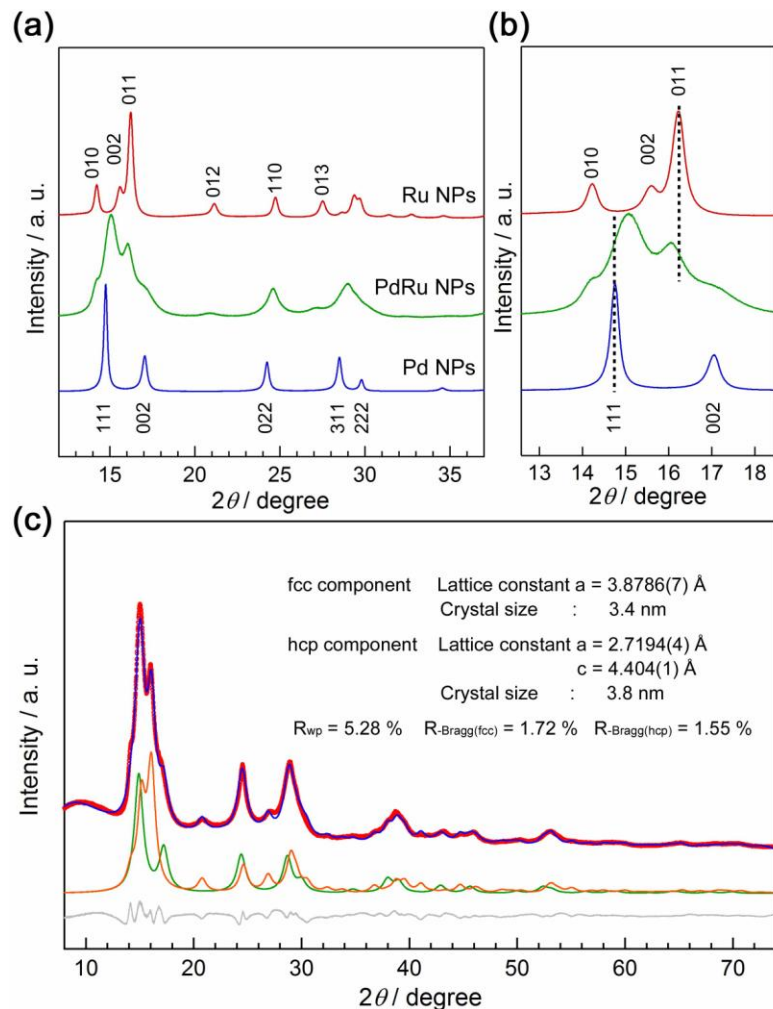 (a)
010
002
011
012
110
013
Ru NPs
PdRu NPs
Pd NPs
111
002
022
311
222
Intensity / a. u.
15 20 25 30 35
2θ / degree
(b)
010
002
011
111
002
Intensity / a. u.
13 14 15 16 17 18
2θ / degree
(c)
fcc component Lattice constant a = 3.8786(7) Å
Crystal size : 3.4 nm
hcp component Lattice constant a = 2.7194(4) Å
c = 4.404(1) Å
Crystal size : 3.8 nm
Rwp = 5.28 % R-Bragg(fcc) = 1.72 % R-Bragg(hcp) = 1.55 %
Intensity / a. u.
10 20 30 40 50 60 70
2θ / degree